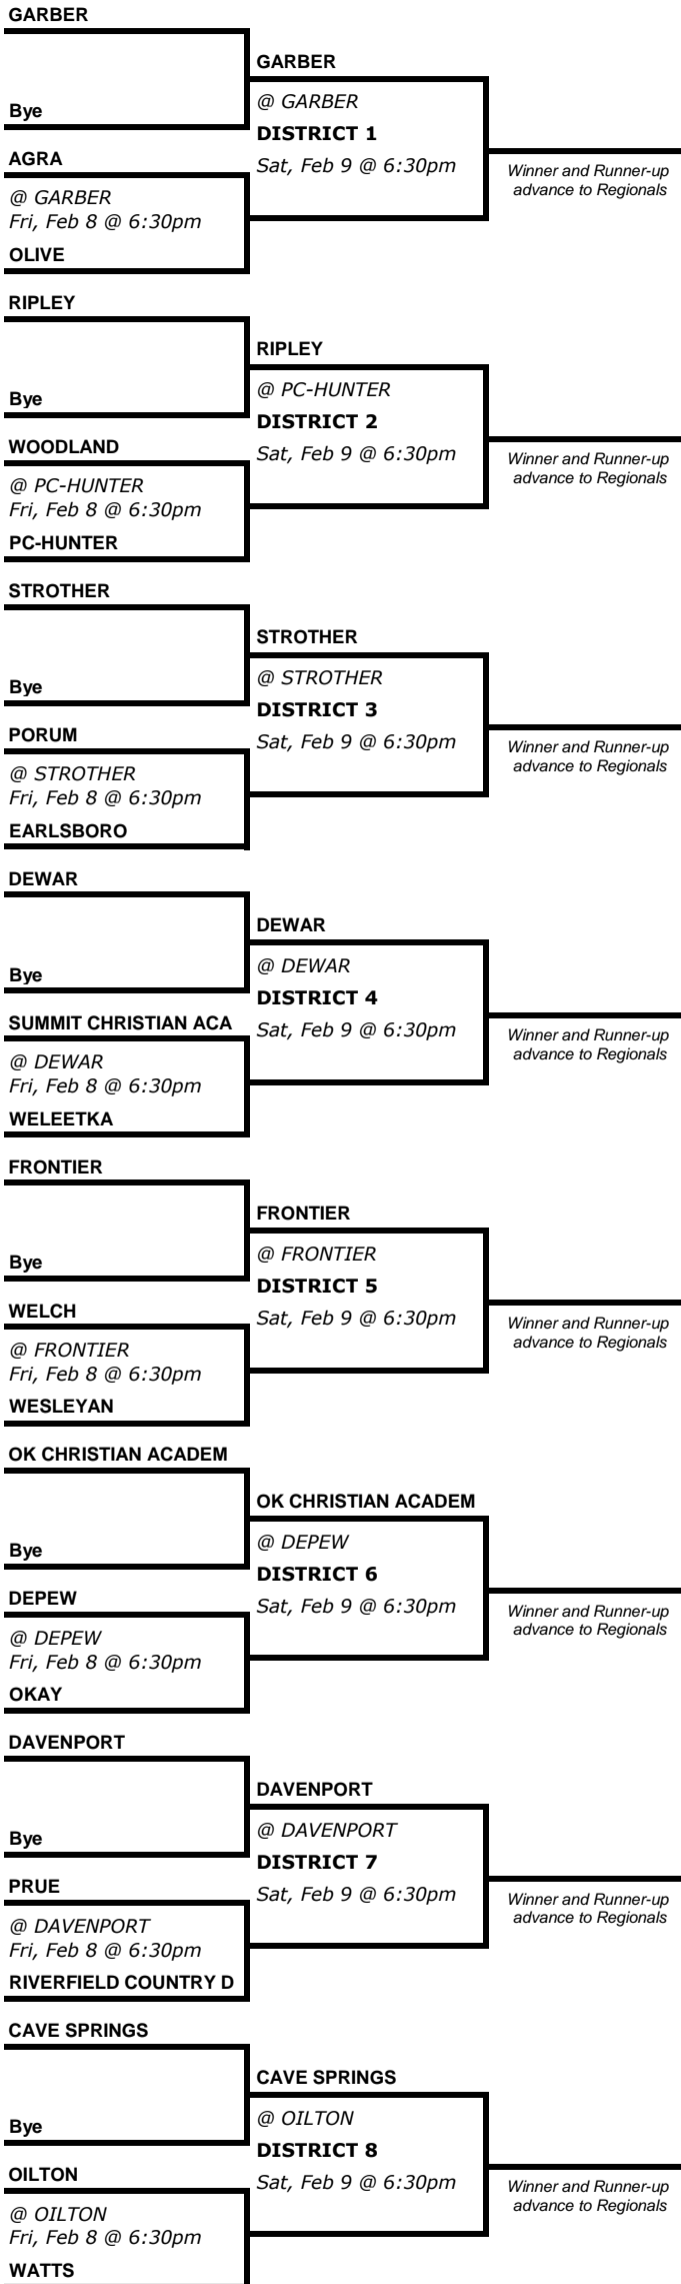 GARBER
GARBER
@ GARBER
Bye
DISTRICT 1
AGRA
Sat, Feb 9 @ 6:30pm
Winner and Runner-up
advance to Regionals
@ GARBER
Fri, Feb 8 @ 6:30pm
OLIVE
RIPLEY
RIPLEY
@ PC-HUNTER
Bye
DISTRICT 2
WOODLAND
Sat, Feb 9 @ 6:30pm
Winner and Runner-up
advance to Regionals
@ PC-HUNTER
Fri, Feb 8 @ 6:30pm
PC-HUNTER
STROTHER
STROTHER
@ STROTHER
Bye
DISTRICT 3
PORUM
Sat, Feb 9 @ 6:30pm
Winner and Runner-up
advance to Regionals
@ STROTHER
Fri, Feb 8 @ 6:30pm
EARLSBORO
DEWAR
DEWAR
@ DEWAR
Bye
DISTRICT 4
SUMMIT CHRISTIAN ACA
Sat, Feb 9 @ 6:30pm
Winner and Runner-up
advance to Regionals
@ DEWAR
Fri, Feb 8 @ 6:30pm
WELEETKA
FRONTIER
FRONTIER
@ FRONTIER
Bye
DISTRICT 5
WELCH
Sat, Feb 9 @ 6:30pm
Winner and Runner-up
advance to Regionals
@ FRONTIER
Fri, Feb 8 @ 6:30pm
WESLEYAN
OK CHRISTIAN ACADEM
OK CHRISTIAN ACADEM
@ DEPEW
Bye
DISTRICT 6
DEPEW
Sat, Feb 9 @ 6:30pm
Winner and Runner-up
advance to Regionals
@ DEPEW
Fri, Feb 8 @ 6:30pm
OKAY
DAVENPORT
DAVENPORT
@ DAVENPORT
Bye
DISTRICT 7
PRUE
Sat, Feb 9 @ 6:30pm
Winner and Runner-up
advance to Regionals
@ DAVENPORT
Fri, Feb 8 @ 6:30pm
RIVERFIELD COUNTRY D
CAVE SPRINGS
CAVE SPRINGS
@ OILTON
Bye
DISTRICT 8
OILTON
Sat, Feb 9 @ 6:30pm
Winner and Runner-up
advance to Regionals
@ OILTON
Fri, Feb 8 @ 6:30pm
WATTS